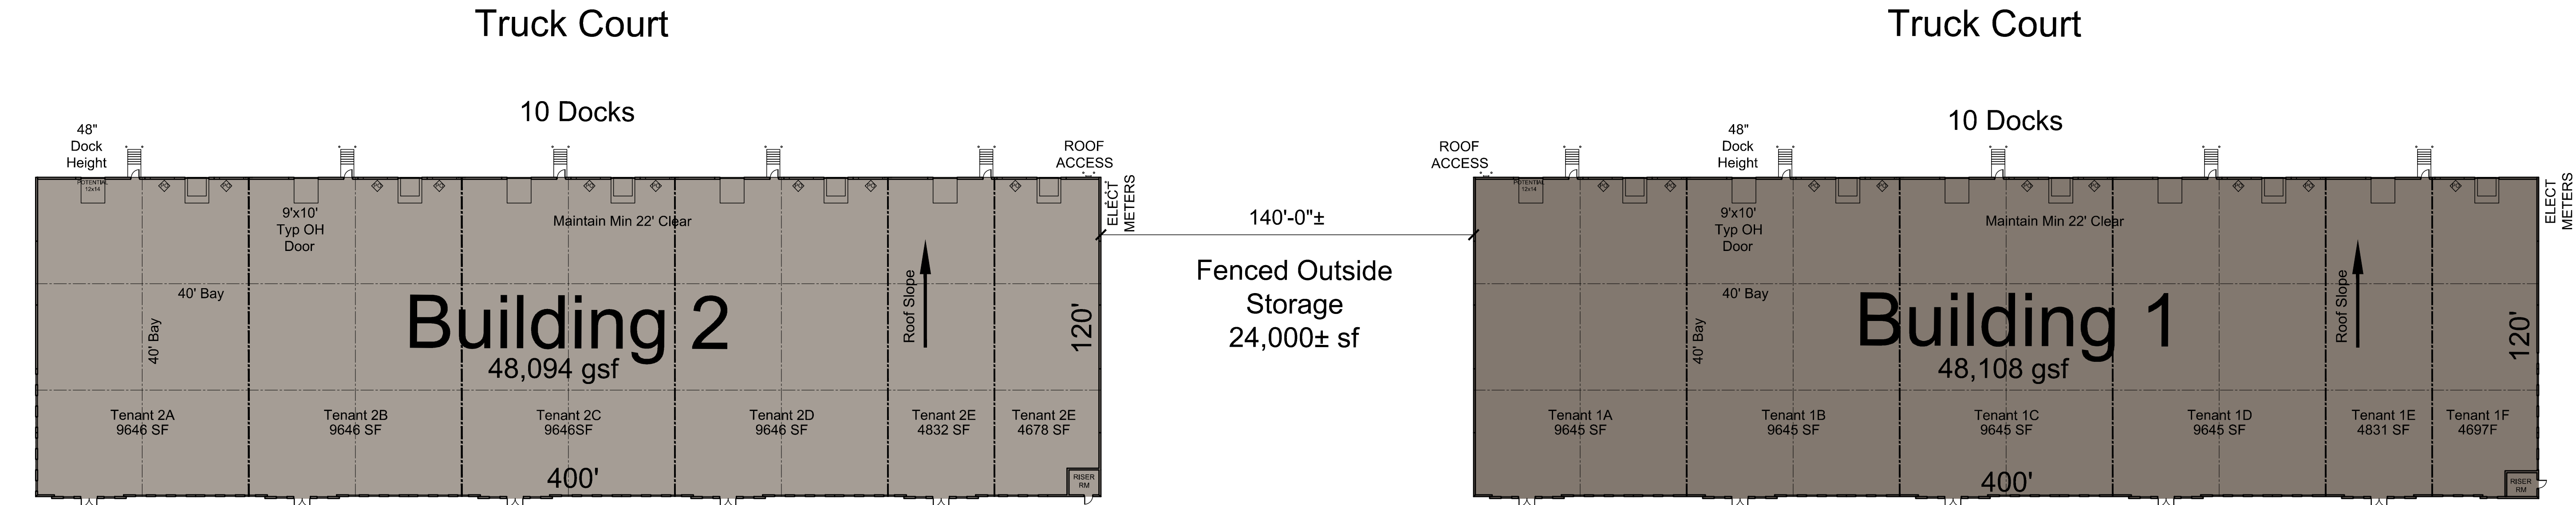 Truck Court
10 Docks
48"
Dock
Height
ROOF
ACCESS
ELECT
METERS
POTENTIAL
12x14
9'x10'
Typ OH
Door
Maintain Min 22' Clear
40' Bay
40' Bay
Roof Slope
Building 2
48,094 gsf
120'
Tenant 2A
9646 SF
Tenant 2B
9646 SF
Tenant 2C
9646SF
Tenant 2D
9646 SF
Tenant 2E
4832 SF
Tenant 2E
4678 SF
400'
RISER
RM
140'-0"±
Fenced Outside
Storage
24,000± sf
Truck Court
10 Docks
ROOF
ACCESS
48"
Dock
Height
ELECT
METERS
POTENTIAL
12x14
9'x10'
Typ OH
Door
Maintain Min 22' Clear
40' Bay
40' Bay
Roof Slope
Building 1
48,108 gsf
120'
Tenant 1A
9645 SF
Tenant 1B
9645 SF
Tenant 1C
9645 SF
Tenant 1D
9645 SF
Tenant 1E
4831 SF
Tenant 1F
4697F
400'
RISER
RM